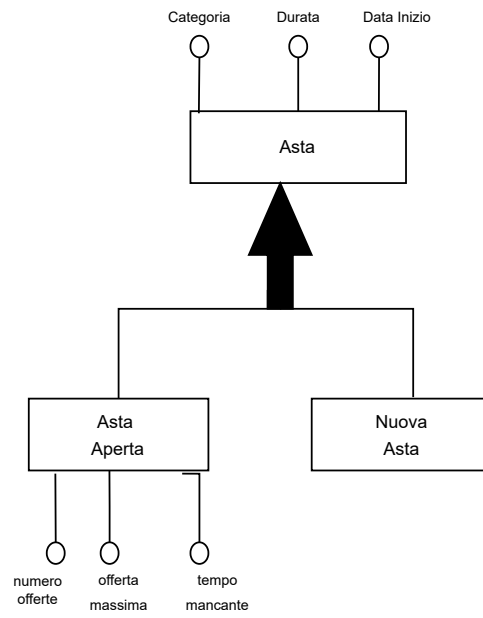 Categoria
Durata
Data Inizio
Asta
Asta
Aperta
Nuova
Asta
numero
offerte
offerta
massima
tempo
mancante